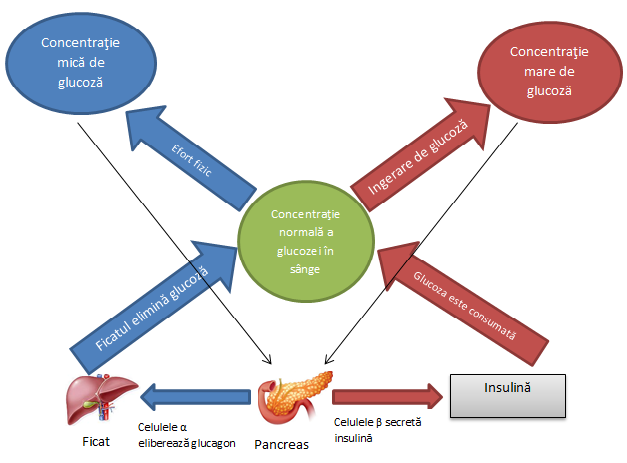 Concentraţie
mică de
glucoză
Concentraţie
mare de
glucoză
Efort fizic
Ingerare de glucoză
Concentraţie
normală a
glucozei în
sânge
Ficatul elimină glucoză
Glucoza este consumată
Insulină
Ficat
Celulele α
eliberează glucagon
Pancreas
Celulele β secretă
insulină